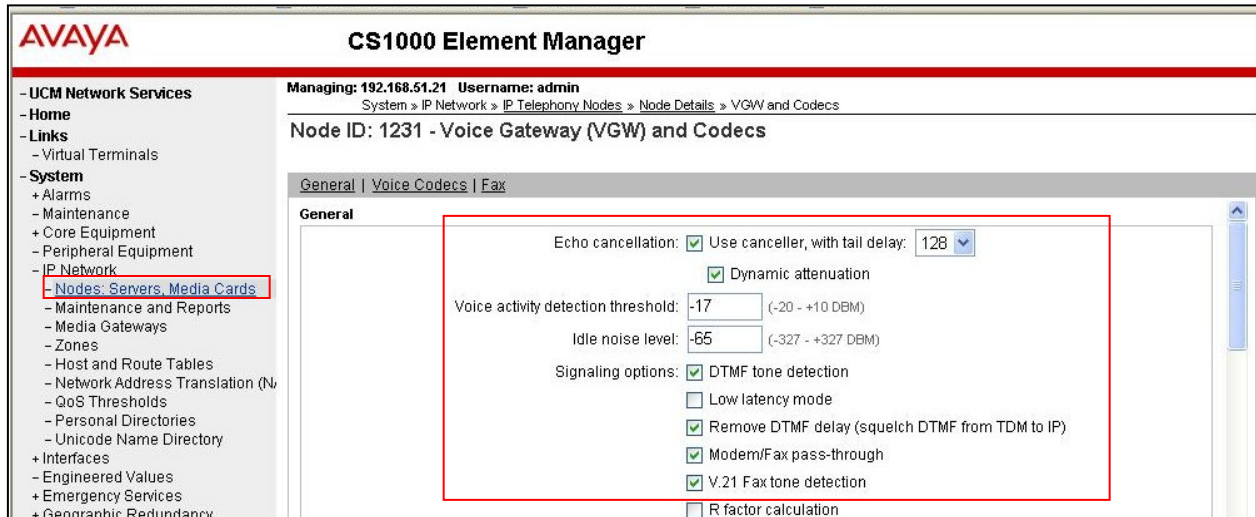 AVAYA
CS1000 Element Manager
- UCM Network Services
- Home
- Links
- Virtual Terminals
- System
+ Alarms
- Maintenance
+ Core Equipment
- Peripheral Equipment
- IP Network
- Nodes: Servers, Media Cards
- Maintenance and Reports
- Media Gateways
- Zones
- Host and Route Tables
- Network Address Translation (N
- QoS Thresholds
- Personal Directories
- Unicode Name Directory
+ Interfaces
- Engineered Values
+ Emergency Services
+ Geographic Redundancy
Managing: 192.168.51.21 Username: admin
System » IP Network » IP Telephony Nodes » Node Details » VGW and Codecs
Node ID: 1231 - Voice Gateway (VGW) and Codecs
General | Voice Codecs | Fax
General
Echo cancellation: Use canceller, with tail delay: 128
Dynamic attenuation
Voice activity detection threshold: -17 (-20 - +10 DBM)
Idle noise level: -65 (-327 - +327 DBM)
Signaling options: DTMF tone detection
Low latency mode
Remove DTMF delay (squelch DTMF from TDM to IP)
Modem/Fax pass-through
V.21 Fax tone detection
R factor calculation